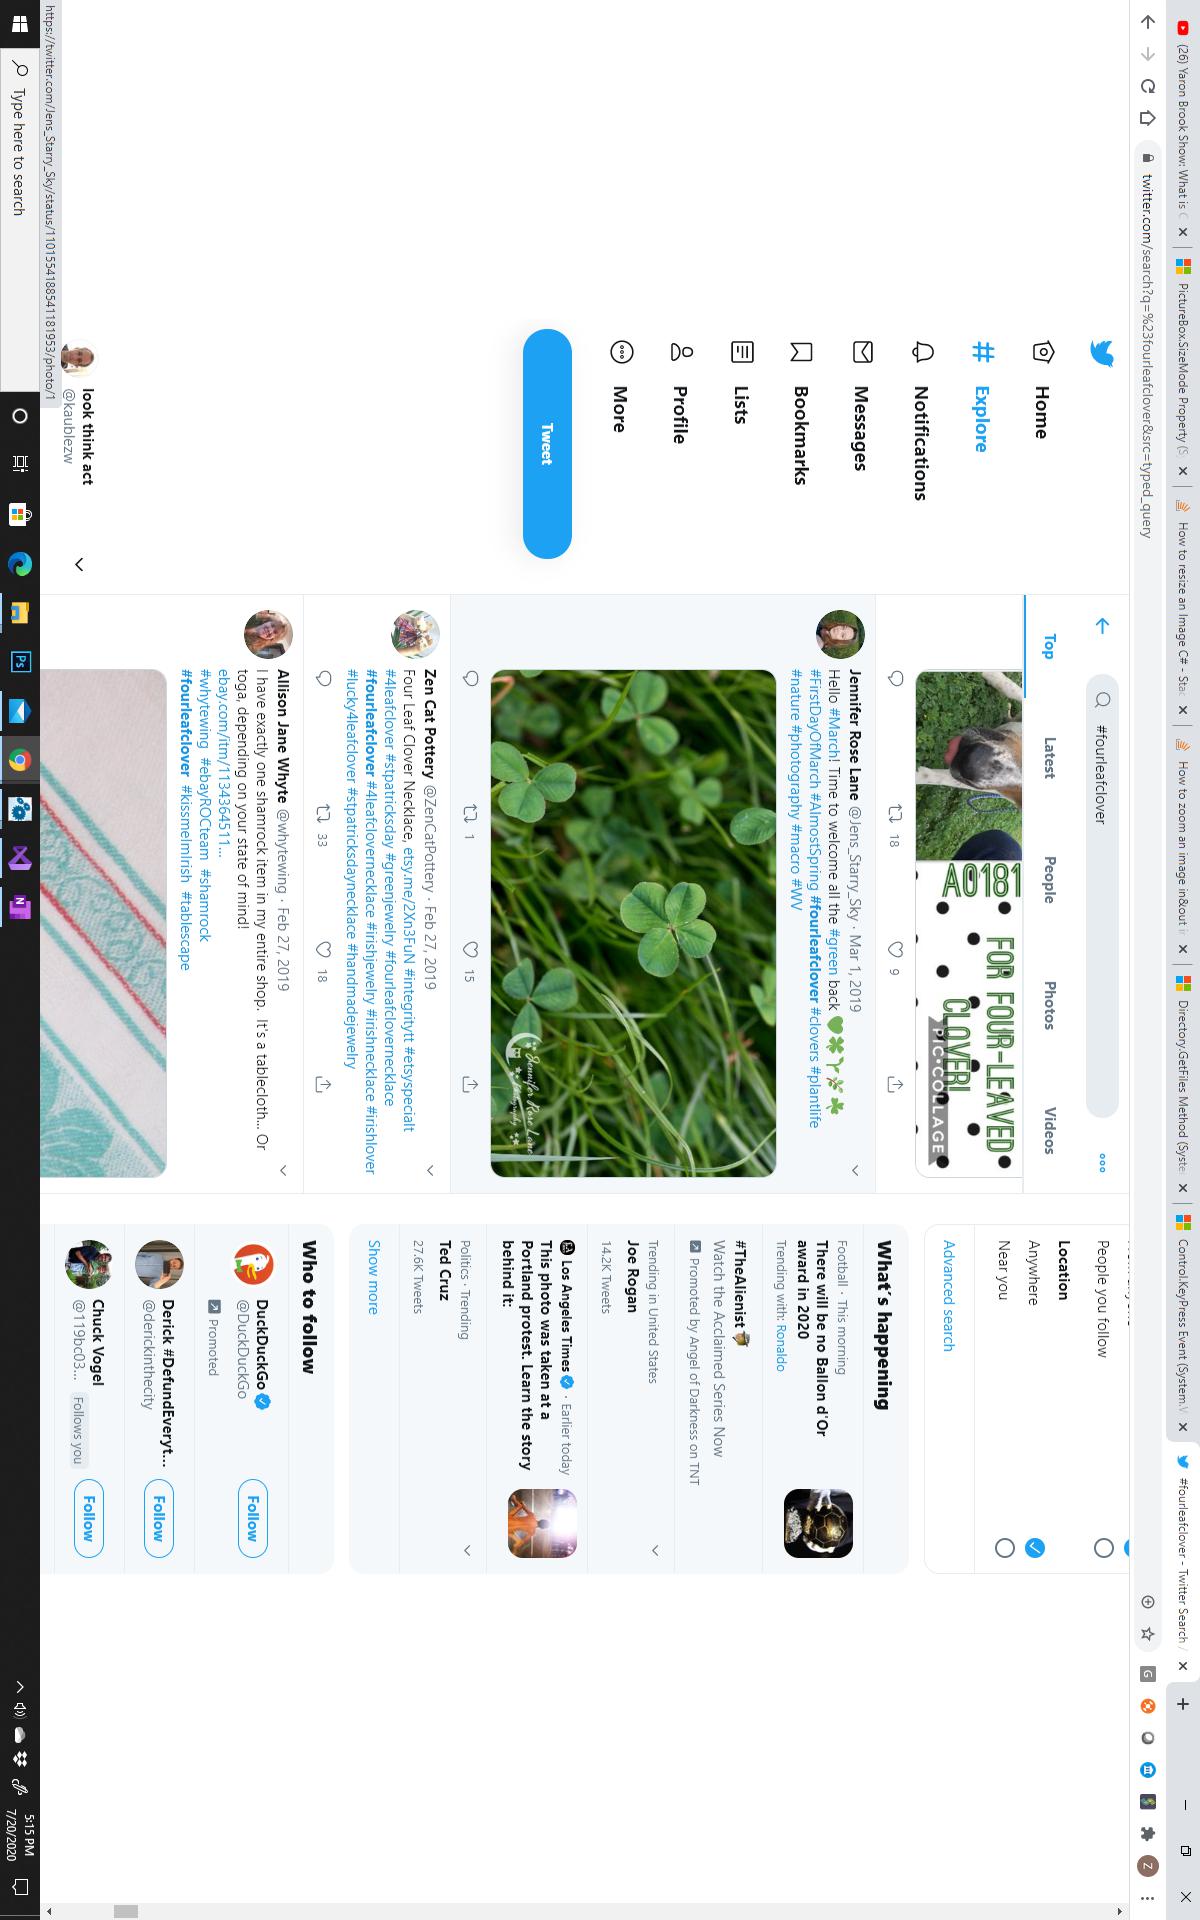 (26) Yaron Brook Show: What is
PictureBox.SizeMode Property (S
How to resize an Image C# - Stac
How to zoom an image in&out ir
Directory.GetFiles Method (Syste
Control.KeyPress Event (System.V
#fourleafclover - Twitter Search /
twitter.com/search?q=%23fourleafclover&src=typed_query
Z
Home
Explore
Notifications
Messages
Bookmarks
Lists
Profile
More
Tweet
look think act
@kaublezw
#fourleafclover
Top
Latest
People
Photos
Videos
A0181
FOR FOUR-LEAVED
CLOVER!
PIC•COLLAGE
18
9
Jennifer Rose Lane @Jens_Starry_Sky · Mar 1, 2019
Hello #March! Time to welcome all the #green back 💚🍀🌱🌿☘
#FirstDayOfMarch #AlmostSpring #fourleafclover #clovers #plantlife
#nature #photography #macro #WV
Jennifer Rose Lane
Photography
1
15
Zen Cat Pottery @ZenCatPottery · Feb 27, 2019
Four Leaf Clover Necklace, etsy.me/2Xn3FuN #integritytt #etsyspecialt
#4leafclover #stpatricksday #greenjewelry #fourleafclovernecklace
#fourleafclover #4leafclovernecklace #irishjewelry #irishnecklace #irishlover
#lucky4leafclover #stpatricksdaynecklace #handmadejewelry
33
18
Allison Jane Whyte @whytewing · Feb 27, 2019
I have exactly one shamrock item in my entire shop. It's a tablecloth... Or
toga, depending on your state of mind!
ebay.com/itm/1134364511…
#whytewing #ebayROCteam #shamrock
#fourleafclover #kissmeImIrish #tablescape
People you follow
Location
Anywhere
Near you
Advanced search
What's happening
Football · This morning
There will be no Ballon d'Or
award in 2020
Trending with: Ronaldo
#TheAlienist
Watch the Acclaimed Series Now
Promoted by Angel of Darkness on TNT
Trending in United States
Joe Rogan
14.2K Tweets
Los Angeles Times · Earlier today
This photo was taken at a
Portland protest. Learn the story
behind it:
Politics · Trending
Ted Cruz
27.6K Tweets
Show more
Who to follow
DuckDuckGo
@DuckDuckGo
Promoted
Follow
Derick #DefundEveryt...
@derickinthecity
Follow
Chuck Vogel
@119bc03...
Follows you
Follow
https://twitter.com/Jens_Starry_Sky/status/1101554188541181953/photo/1
Type here to search
Ps
N
5:15 PM
7/20/2020